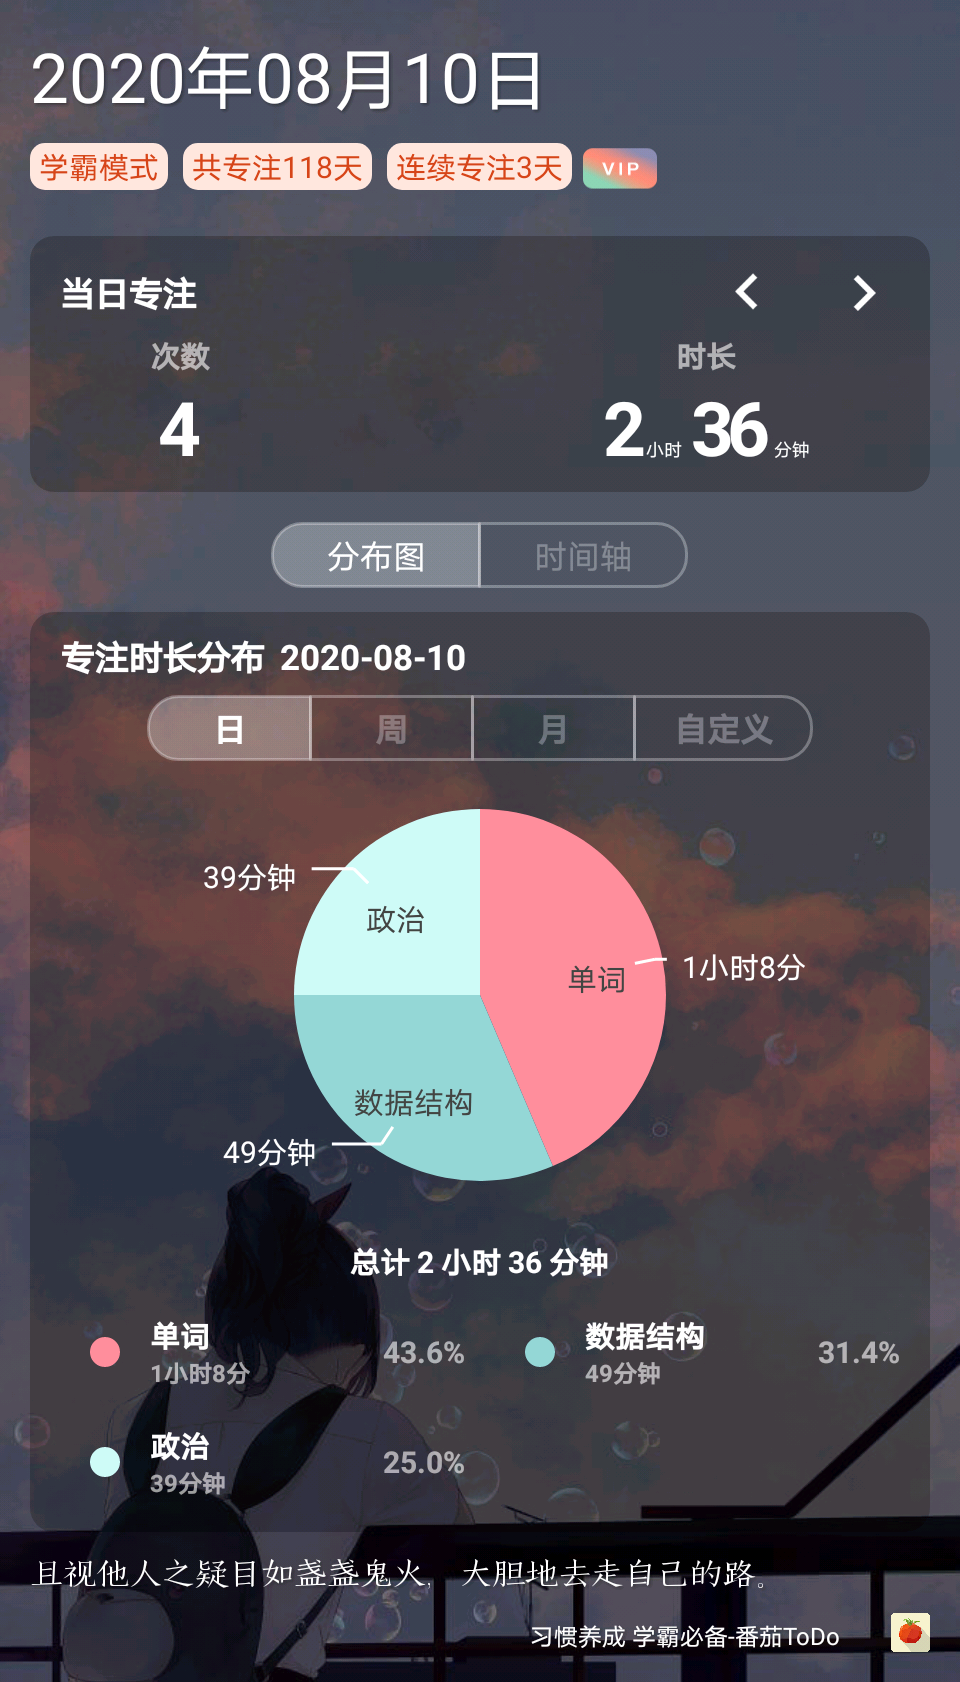 2020年08月10日
学霸模式 共专注118天 连续专注3天 VIP
当日专注
次数 时长
4 2小时 36分钟
分布图 时间轴
专注时长分布 2020-08-10
日 周 月 自定义
39分钟
政治
单词 1小时8分
数据结构
49分钟
总计 2 小时 36 分钟
单词 43.6% 数据结构 31.4%
1小时8分 49分钟
政治 25.0%
39分钟
且视他人之疑目如盏盏鬼火，大胆地去走自己的路。
习惯养成 学霸必备-番茄ToDo